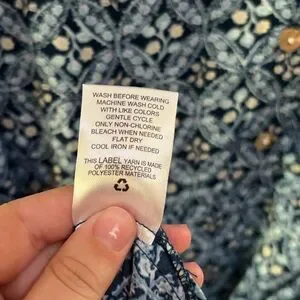 WASH BEFORE WEARING
MACHINE WASH COLD
WITH LIKE COLORS
GENTLE CYCLE
ONLY NON-CHLORINE
BLEACH WHEN NEEDED
FLAT DRY
COOL IRON IF NEEDED
THIS LABEL YARN IS MADE
OF 100% RECYCLED
POLYESTER MATERIALS